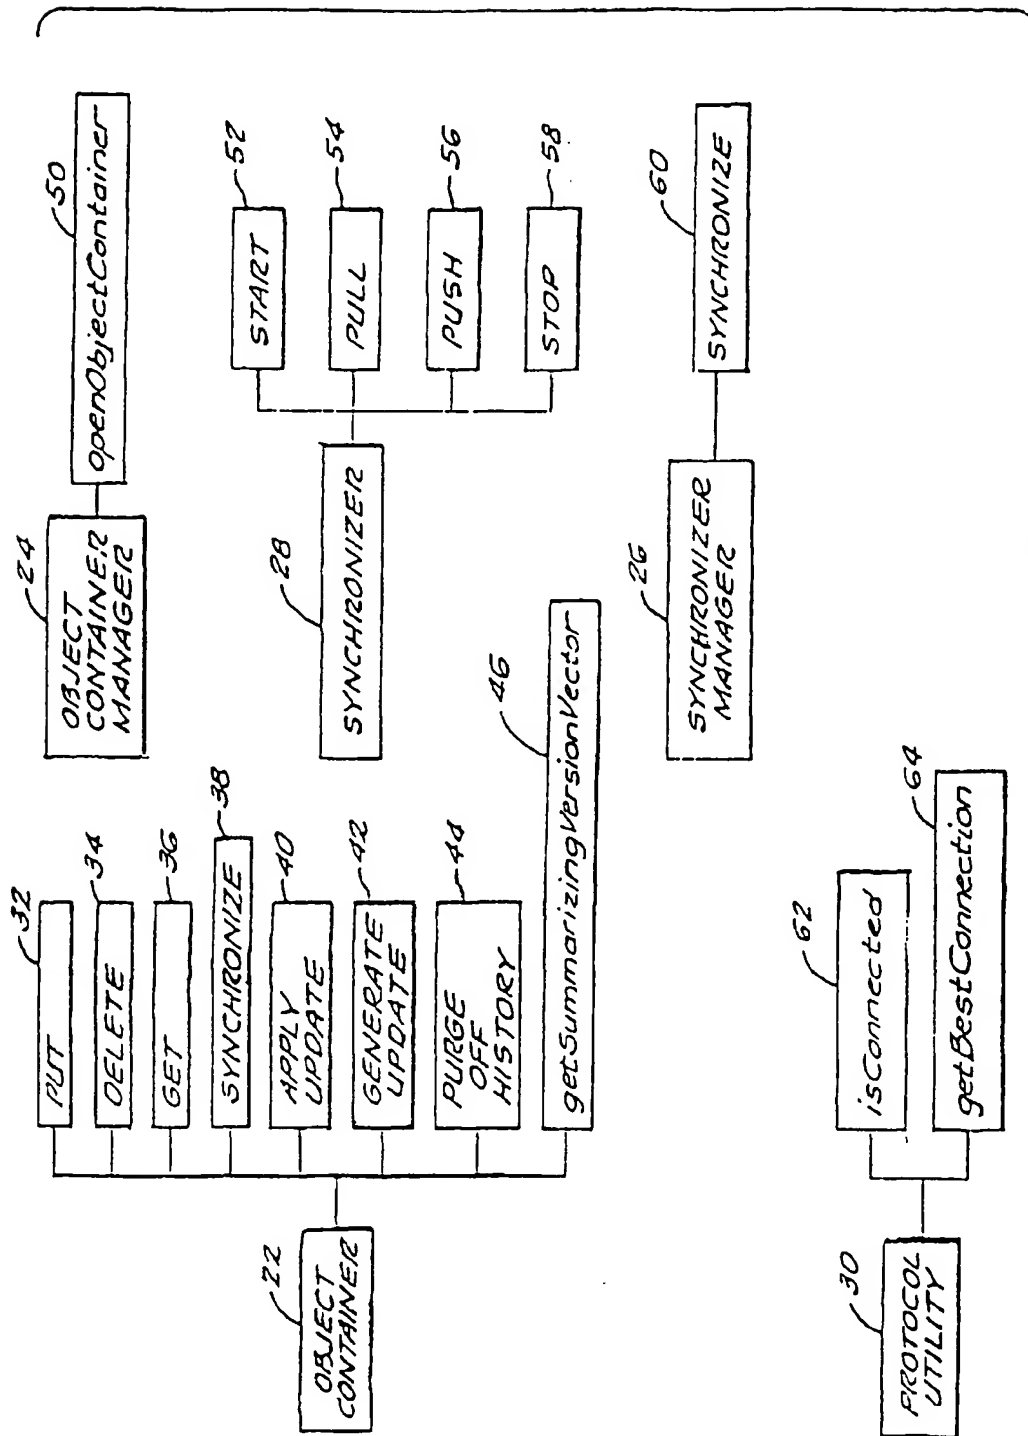 22
OBJECT
CONTAINER
32
PUT
34
DELETE
36
GET
38
SYNCHRONIZE
40
APPLY
UPDATE
42
GENERATE
UPDATE
44
PURGE
OFF
HISTORY
46
getSummarizingVersionVector
24
OBJECT
CONTAINER
MANAGER
50
openObjectContainer
28
SYNCHRONIZER
52
START
54
PULL
56
PUSH
58
STOP
26
SYNCHRONIZER
MANAGER
60
SYNCHRONIZE
30
PROTOCOL
UTILITY
62
isConnected
64
getBestConnection